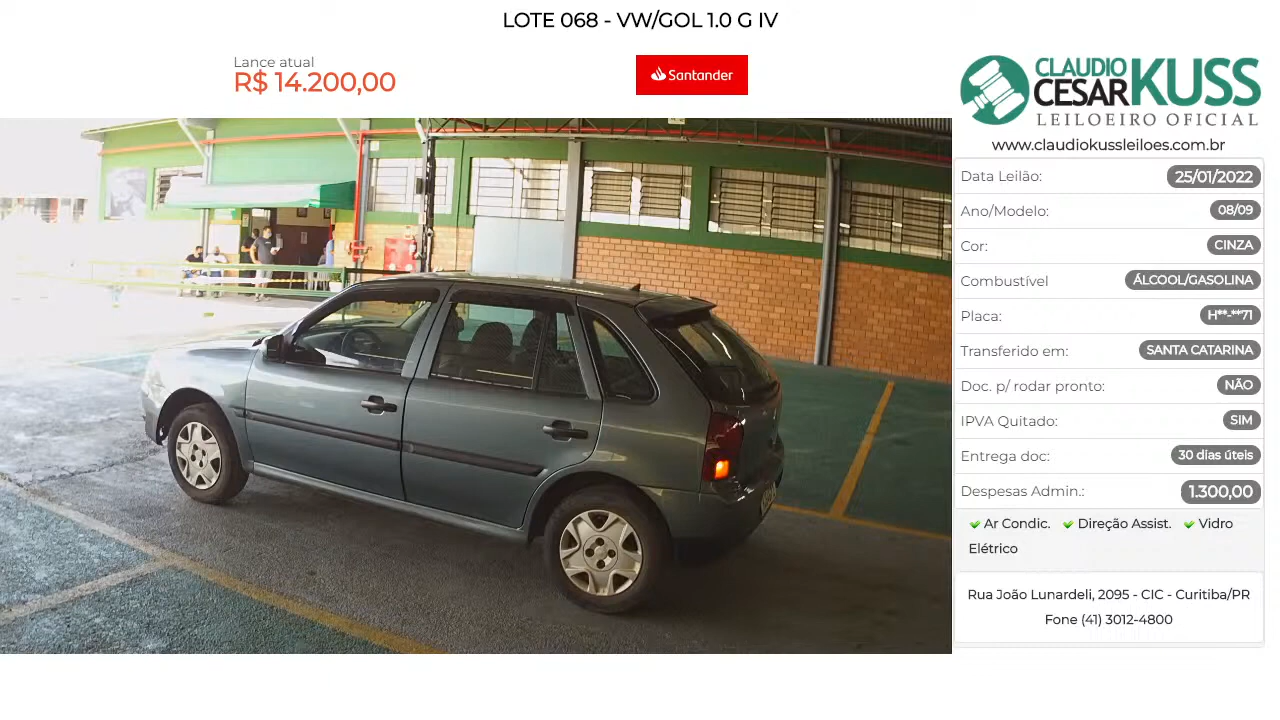 LOTE 068 - VW/GOL 1.0 G IV
Lance atual
R$ 14.200,00
Santander
CLAUDIO
CESAR
KUSS
LEILOEIRO OFICIAL
www.claudiokussleiloes.com.br
Data Leilão: 25/01/2022
Ano/Modelo: 08/09
Cor: CINZA
Combustível ÁLCOOL/GASOLINA
Placa: H**-**71
Transferido em: SANTA CATARINA
Doc. p/ rodar pronto: NÃO
IPVA Quitado: SIM
Entrega doc: 30 dias úteis
Despesas Admin.: 1.300,00
Ar Condic. Direção Assist. Vidro
Elétrico
Rua João Lunardeli, 2095 - CIC - Curitiba/PR
Fone (41) 3012-4800